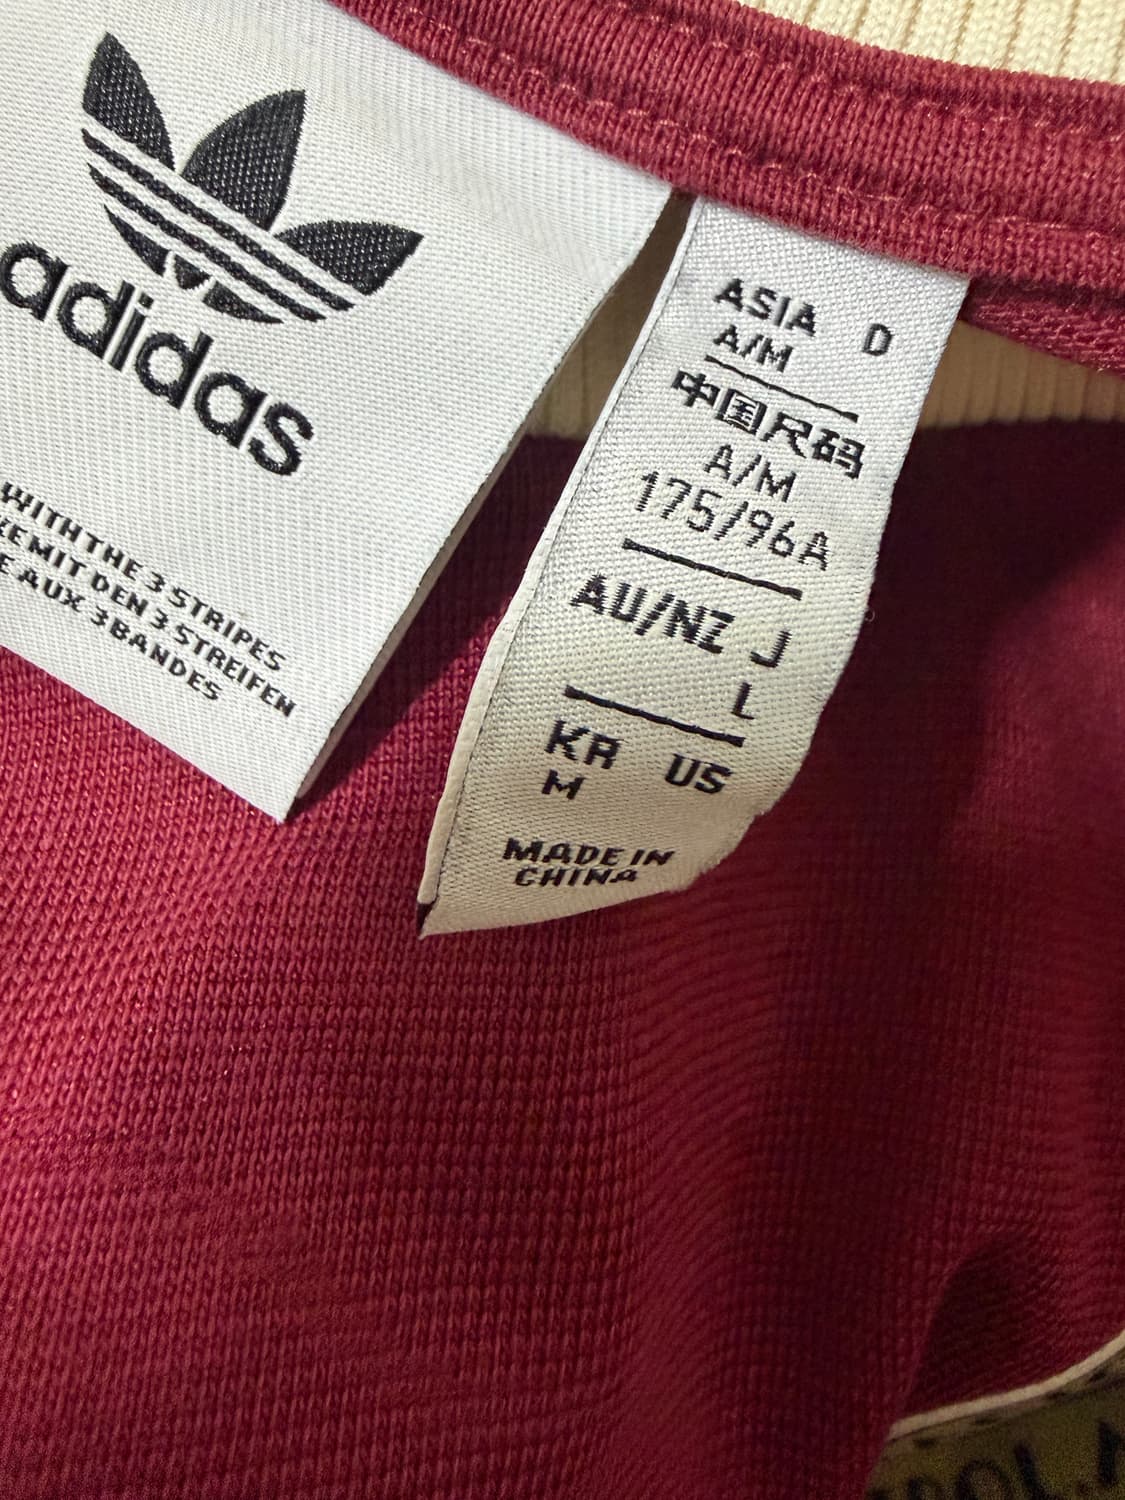 adidas
WITH THE 3 STRIPES
KE MIT DEN 3 STREIFEN
E AUX 3 BANDES
ASIA D
A/M
中国尺码
A/M
175/96A
AU/NZ J
L
KR US
M
MADE IN
CHINA